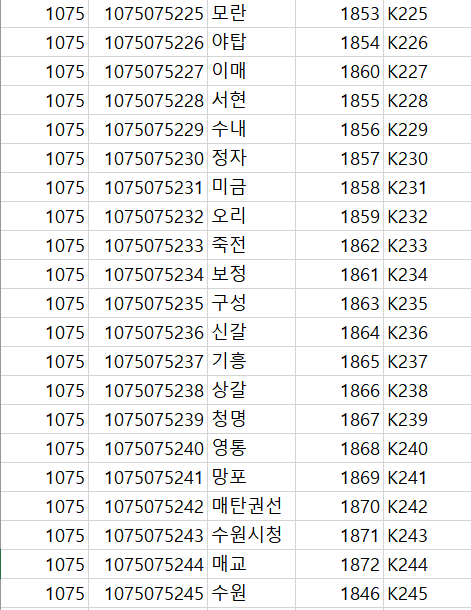 1075 1075075225 모란 1853 K225
1075 1075075226 야탑 1854 K226
1075 1075075227 이매 1860 K227
1075 1075075228 서현 1855 K228
1075 1075075229 수내 1856 K229
1075 1075075230 정자 1857 K230
1075 1075075231 미금 1858 K231
1075 1075075232 오리 1859 K232
1075 1075075233 죽전 1862 K233
1075 1075075234 보정 1861 K234
1075 1075075235 구성 1863 K235
1075 1075075236 신갈 1864 K236
1075 1075075237 기흥 1865 K237
1075 1075075238 상갈 1866 K238
1075 1075075239 청명 1867 K239
1075 1075075240 영통 1868 K240
1075 1075075241 망포 1869 K241
1075 1075075242 매탄권선 1870 K242
1075 1075075243 수원시청 1871 K243
1075 1075075244 매교 1872 K244
1075 1075075245 수원 1846 K245